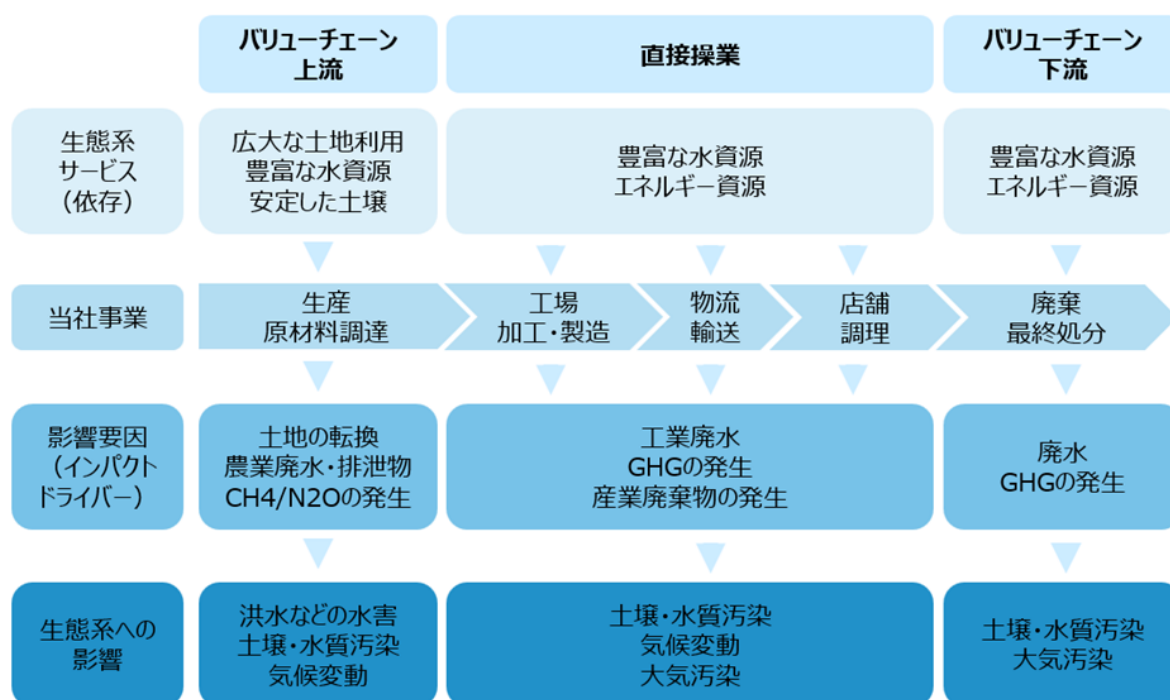 バリューチェーン
上流
直接操業
バリューチェーン
下流
生態系
サービス
（依存）
広大な土地利用
豊富な水資源
安定した土壌
豊富な水資源
エネルギー資源
豊富な水資源
エネルギー資源
当社事業
生産
原材料調達
工場
加工・製造
物流
輸送
店舗
調理
廃棄
最終処分
影響要因
（インパクト
ドライバー）
土地の転換
農業廃水・排泄物
CH4/N2Oの発生
工業廃水
GHGの発生
産業廃棄物の発生
廃水
GHGの発生
生態系への
影響
洪水などの水害
土壌・水質汚染
気候変動
土壌・水質汚染
気候変動
大気汚染
土壌・水質汚染
大気汚染